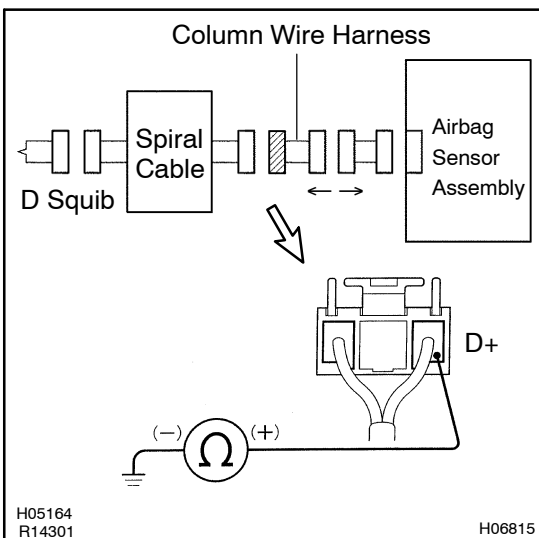 Column Wire Harness
Spiral
Cable
Airbag
Sensor
Assembly
D Squib
D+
(−)
Ω
(+)
H05164
R14301
H06815